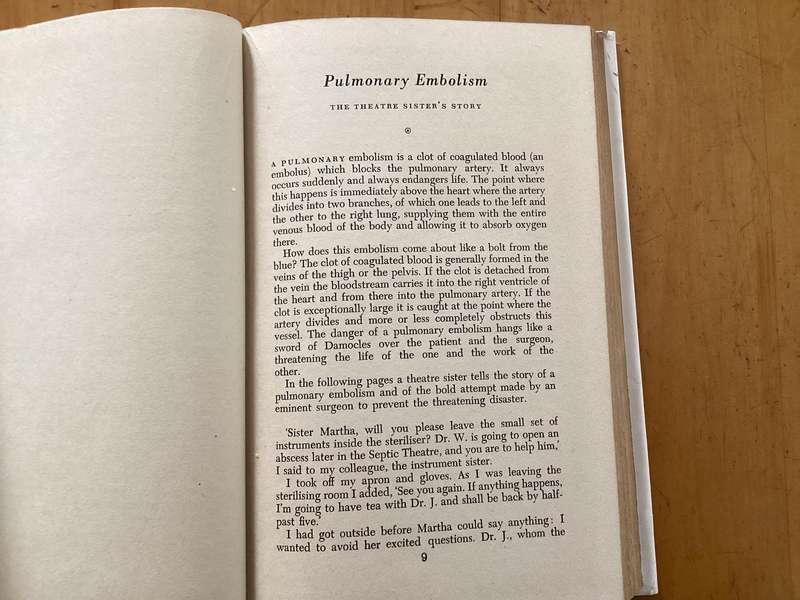 Pulmonary Embolism
THE THEATRE SISTER'S STORY
A PULMONARY embolism is a clot of coagulated blood (an
embolus) which blocks the pulmonary artery. It always
occurs suddenly and always endangers life. The point where
this happens is immediately above the heart where the artery
divides into two branches, of which one leads to the left and
the other to the right lung, supplying them with the entire
venous blood of the body and allowing it to absorb oxygen
there.
How does this embolism come about like a bolt from the
blue? The clot of coagulated blood is generally formed in the
veins of the thigh or the pelvis. If the clot is detached from
the vein the bloodstream carries it into the right ventricle of
the heart and from there into the pulmonary artery. If the
clot is exceptionally large it is caught at the point where the
artery divides and more or less completely obstructs this
vessel. The danger of a pulmonary embolism hangs like a
sword of Damocles over the patient and the surgeon,
threatening the life of the one and the work of the
other.
In the following pages a theatre sister tells the story of a
pulmonary embolism and of the bold attempt made by an
eminent surgeon to prevent the threatening disaster.
'Sister Martha, will you please leave the small set of
instruments inside the steriliser? Dr. W. is going to open an
abscess later in the Septic Theatre, and you are to help him,'
I said to my colleague, the instrument sister.
I took off my apron and gloves. As I was leaving the
sterilising room I added, 'See you again. If anything happens,
I'm going to have tea with Dr. J. and shall be back by half-
past five.'
I had got outside before Martha could say anything: I
wanted to avoid her excited questions. Dr. J., whom the
9